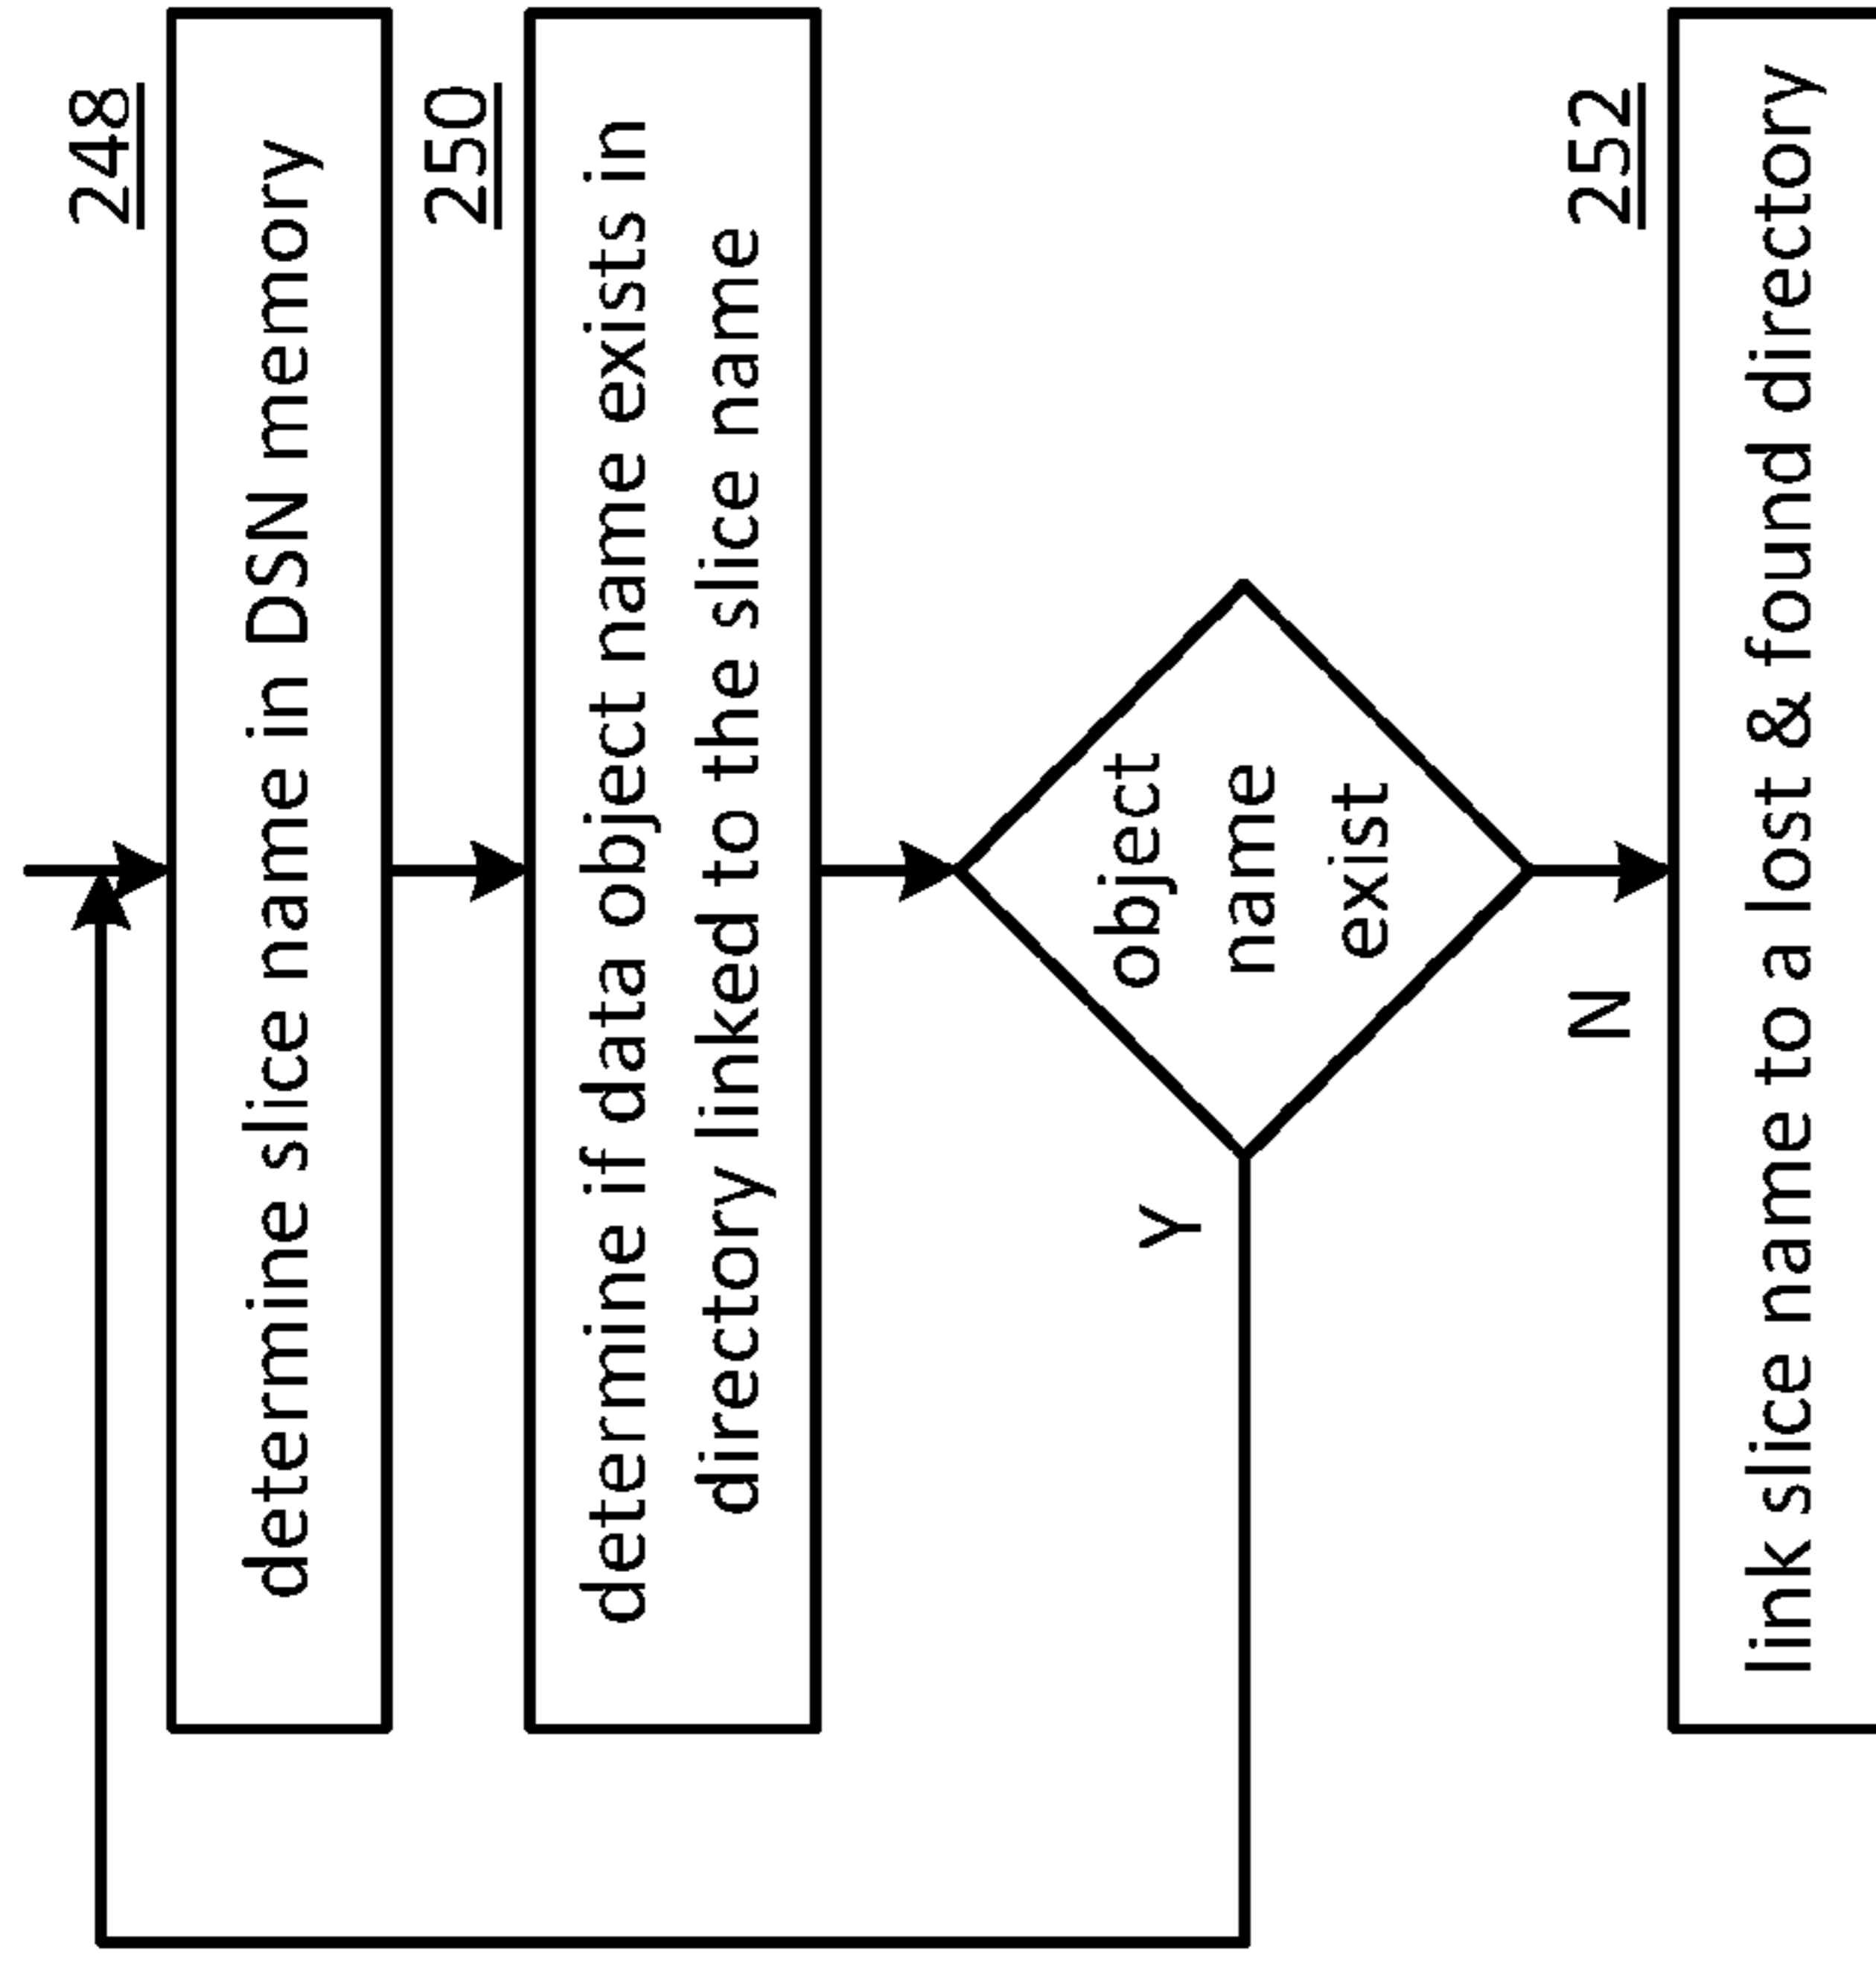 248
determine slice name in DSN memory
250
determine if data object name exists in
directory linked to the slice name
object
name
exist
Y
N
252
link slice name to a lost & found directory